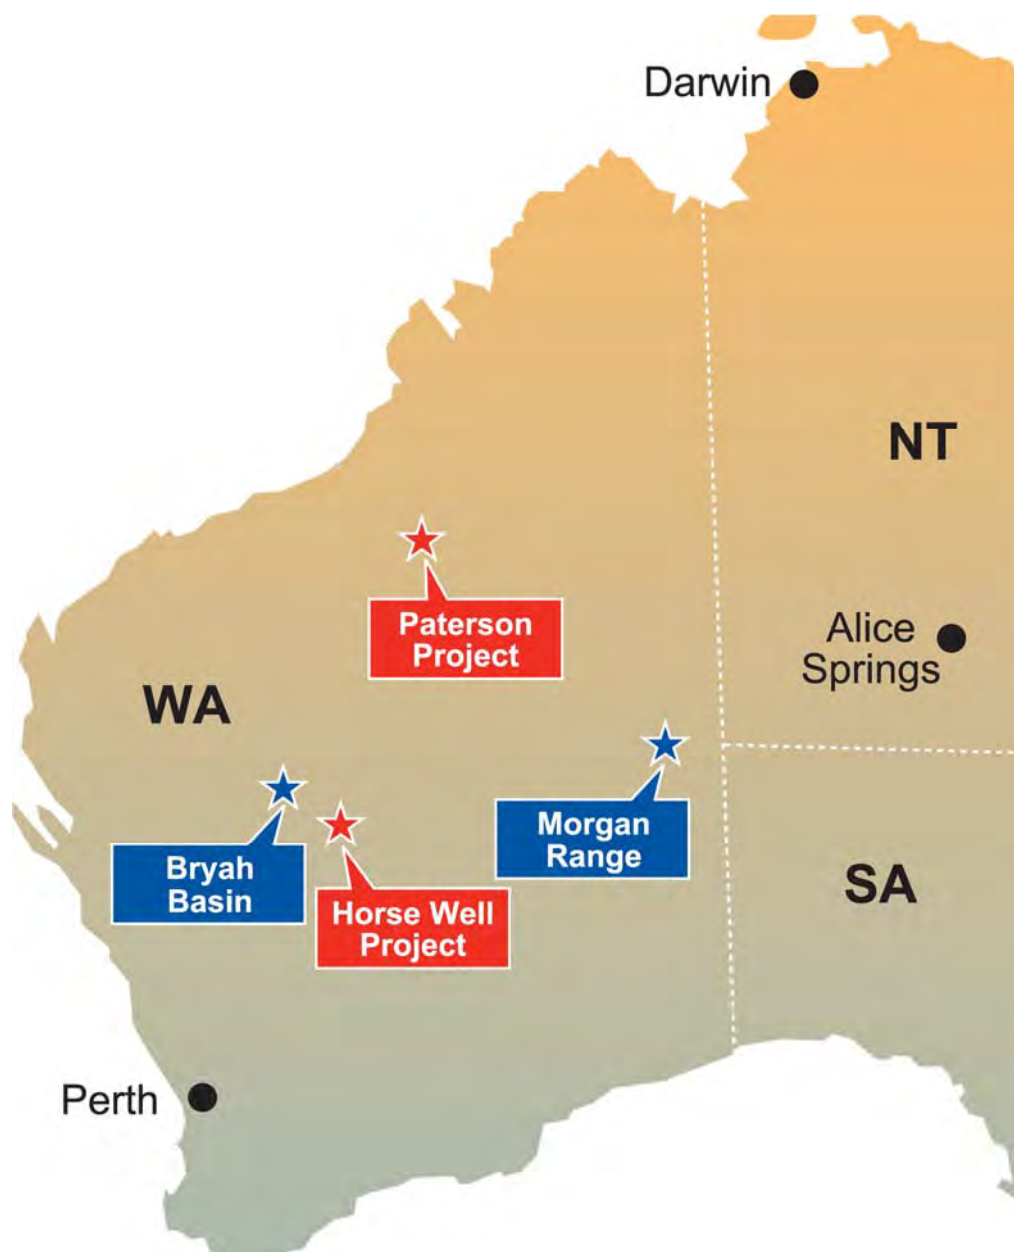 Darwin
NT
Paterson
Project
Alice
Springs
WA
Morgan
Range
Bryah
Basin
SA
Horse Well
Project
Perth